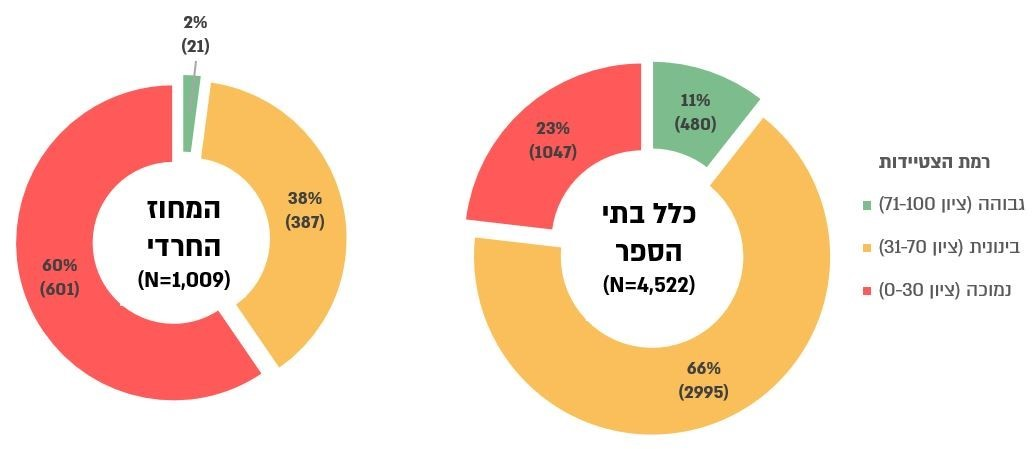 כלל בתי
הספר
(N=4,522)
11%
(480)
66%
(2995)
23%
(1047)
המחוז
החרדי
(N=1,009)
2%
(21)
38%
(387)
60%
(601)
רמת הצטיידות
גבוהה (ציון 71-100)
בינונית (ציון 31-70)
נמוכה (ציון 0-30)